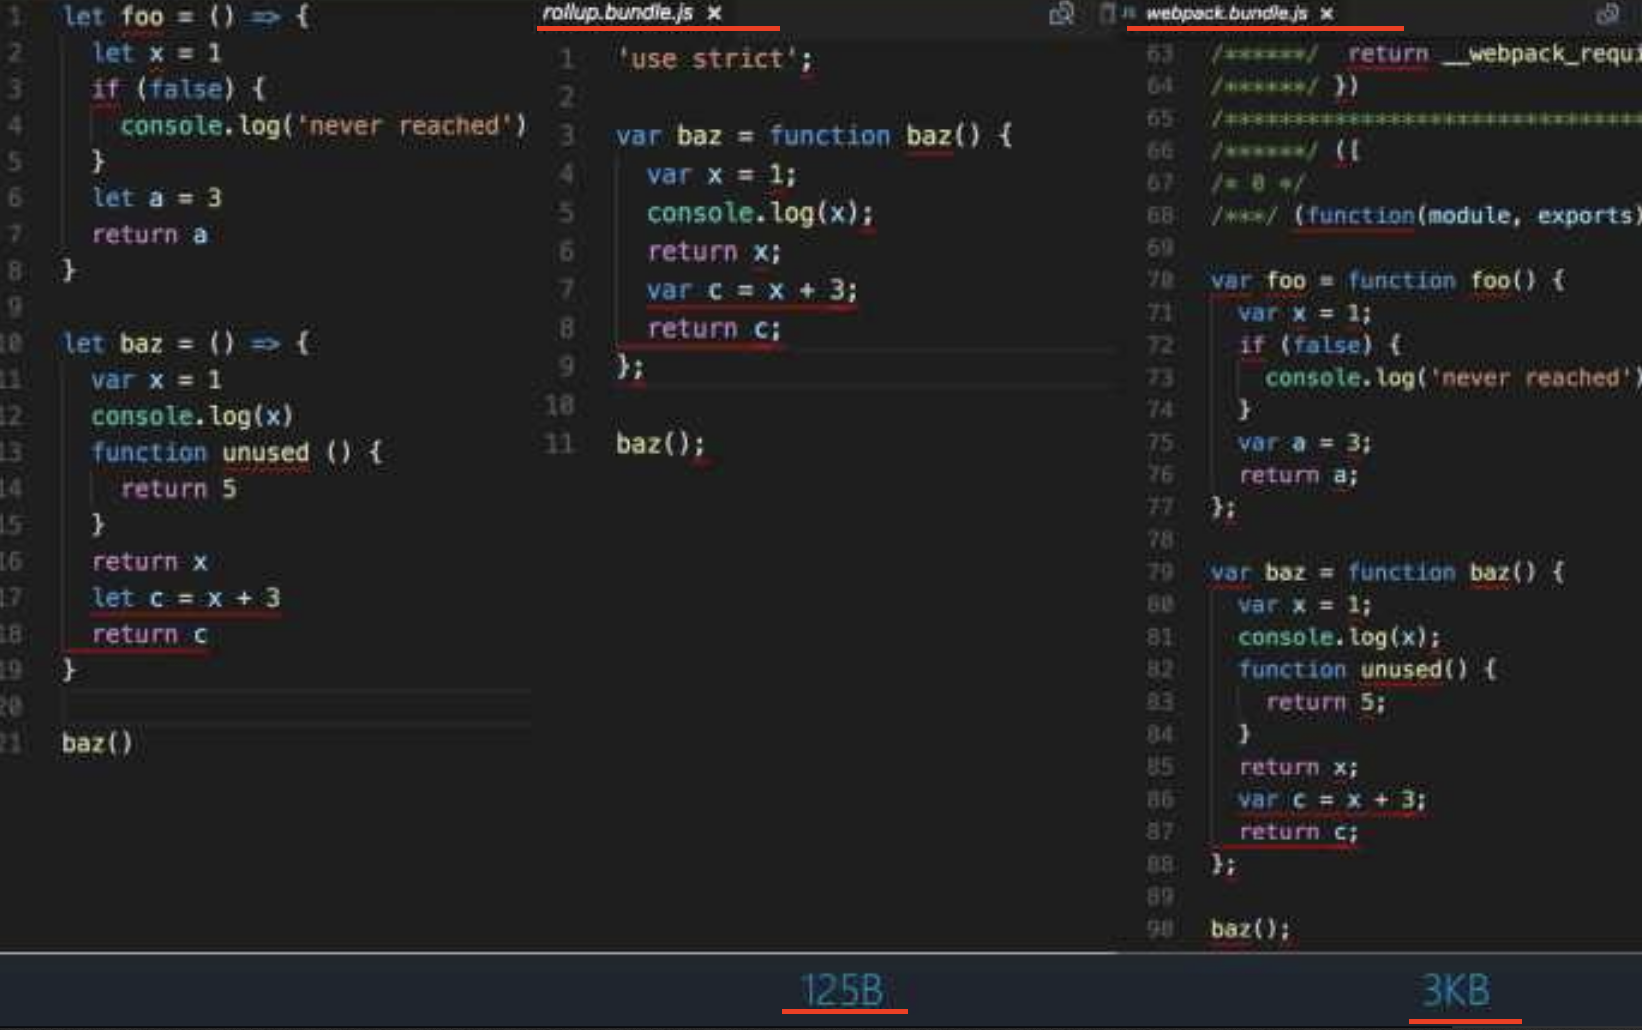 1 let foo = () => {
2 let x = 1
3 if (false) {
4 console.log('never reached')
5 }
6 let a = 3
7 return a
8 }
9
10 let baz = () => {
11 var x = 1
12 console.log(x)
13 function unused () {
14 return 5
15 }
16 return x
17 let c = x + 3
18 return c
19 }
20
21 baz()
rollup.bundle.js ×
1 'use strict';
2
3 var baz = function baz() {
4 var x = 1;
5 console.log(x);
6 return x;
7 var c = x + 3;
8 return c;
9 };
10
11 baz();
125B
JS webpack.bundle.js ×
63 /******/ return __webpack_requi
64 /******/ })
65 /******************************
66 /******/ ([
67 /* 0 */
68 /***/ (function(module, exports)
69
70 var foo = function foo() {
71 var x = 1;
72 if (false) {
73 console.log('never reached')
74 }
75 var a = 3;
76 return a;
77 };
78
79 var baz = function baz() {
80 var x = 1;
81 console.log(x);
82 function unused() {
83 return 5;
84 }
85 return x;
86 var c = x + 3;
87 return c;
88 };
89
90 baz();
3KB